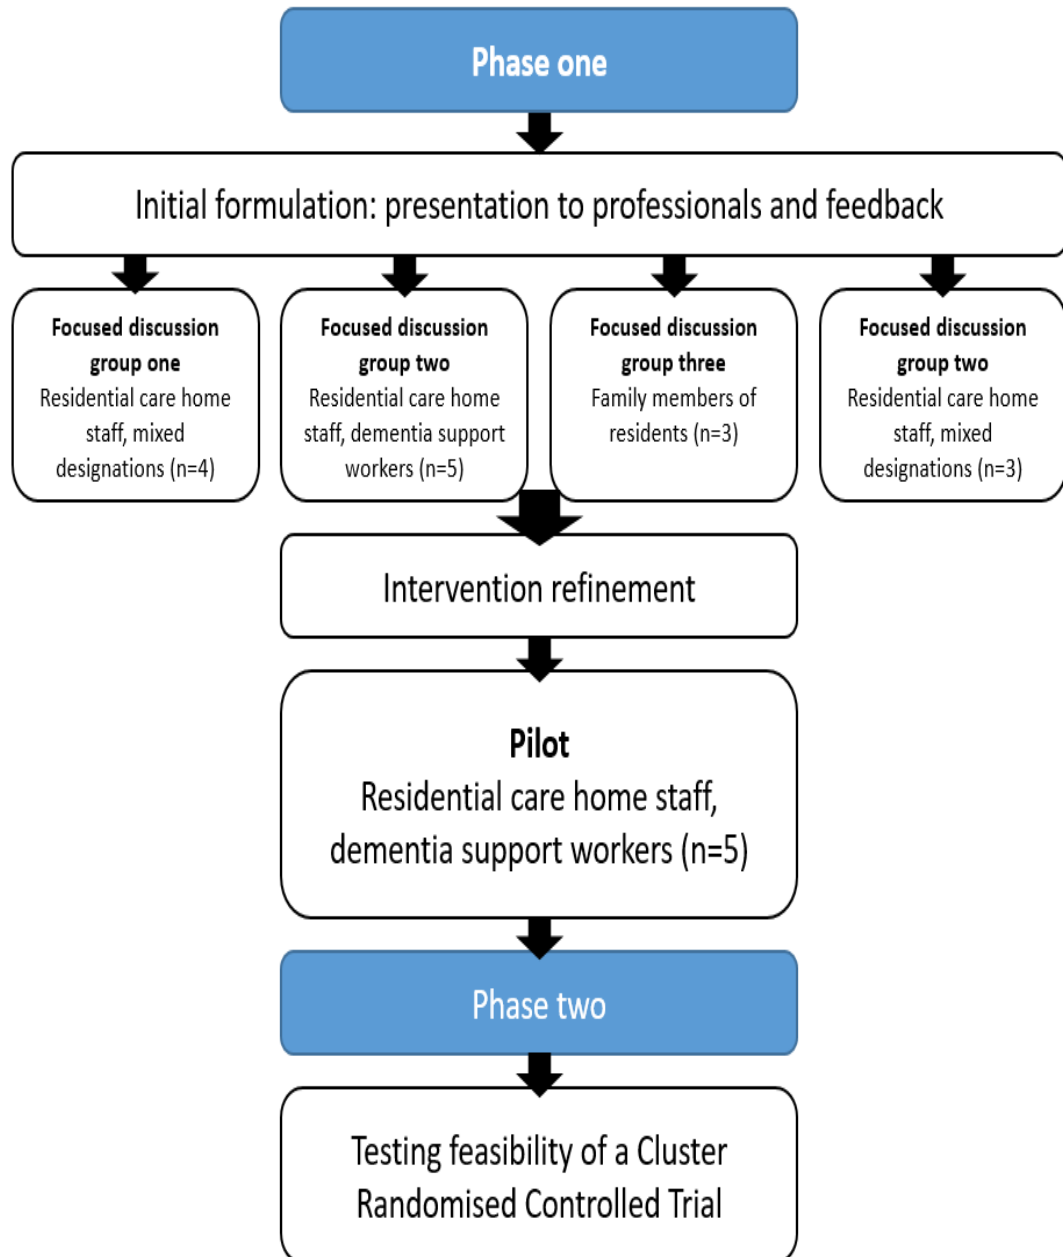 Phase one
Initial formulation: presentation to professionals and feedback
Focused discussion
group one
Residential care home
staff, mixed
designations (n=4)
Focused discussion
group two
Residential care home
staff, dementia support
workers (n=5)
Focused discussion
group three
Family members of
residents (n=3)
Focused discussion
group two
Residential care home
staff, mixed
designations (n=3)
Intervention refinement
Pilot
Residential care home staff,
dementia support workers (n=5)
Phase two
Testing feasibility of a Cluster
Randomised Controlled Trial